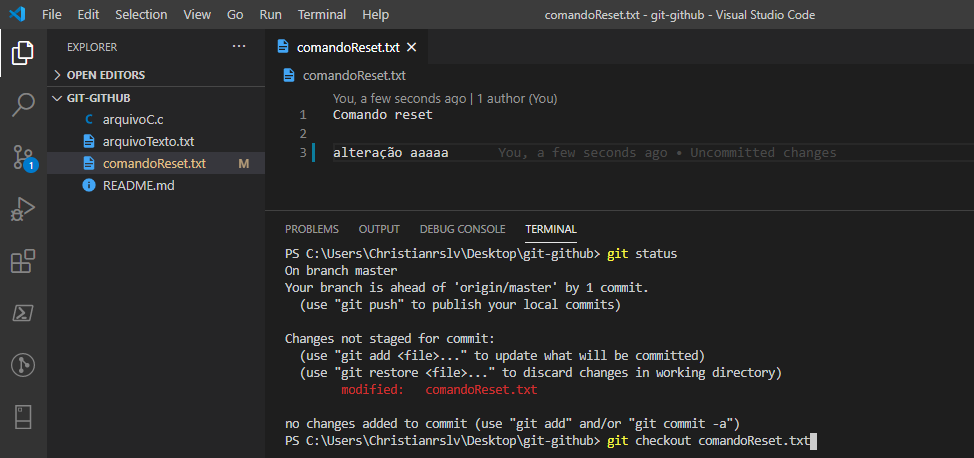 File Edit Selection View Go Run Terminal Help comandoReset.txt - git-github - Visual Studio Code
EXPLORER ...
OPEN EDITORS
GIT-GITHUB
arquivoC.c
arquivoTexto.txt
comandoReset.txt M
README.md
1
comandoReset.txt
comandoReset.txt
You, a few seconds ago | 1 author (You)
1 Comando reset
2
3 alteração aaaaa You, a few seconds ago • Uncommitted changes
PROBLEMS OUTPUT DEBUG CONSOLE TERMINAL
PS C:\Users\Christianrslv\Desktop\git-github> git status
On branch master
Your branch is ahead of 'origin/master' by 1 commit.
(use "git push" to publish your local commits)
Changes not staged for commit:
(use "git add <file>..." to update what will be committed)
(use "git restore <file>..." to discard changes in working directory)
modified: comandoReset.txt
no changes added to commit (use "git add" and/or "git commit -a")
PS C:\Users\Christianrslv\Desktop\git-github> git checkout comandoReset.txt